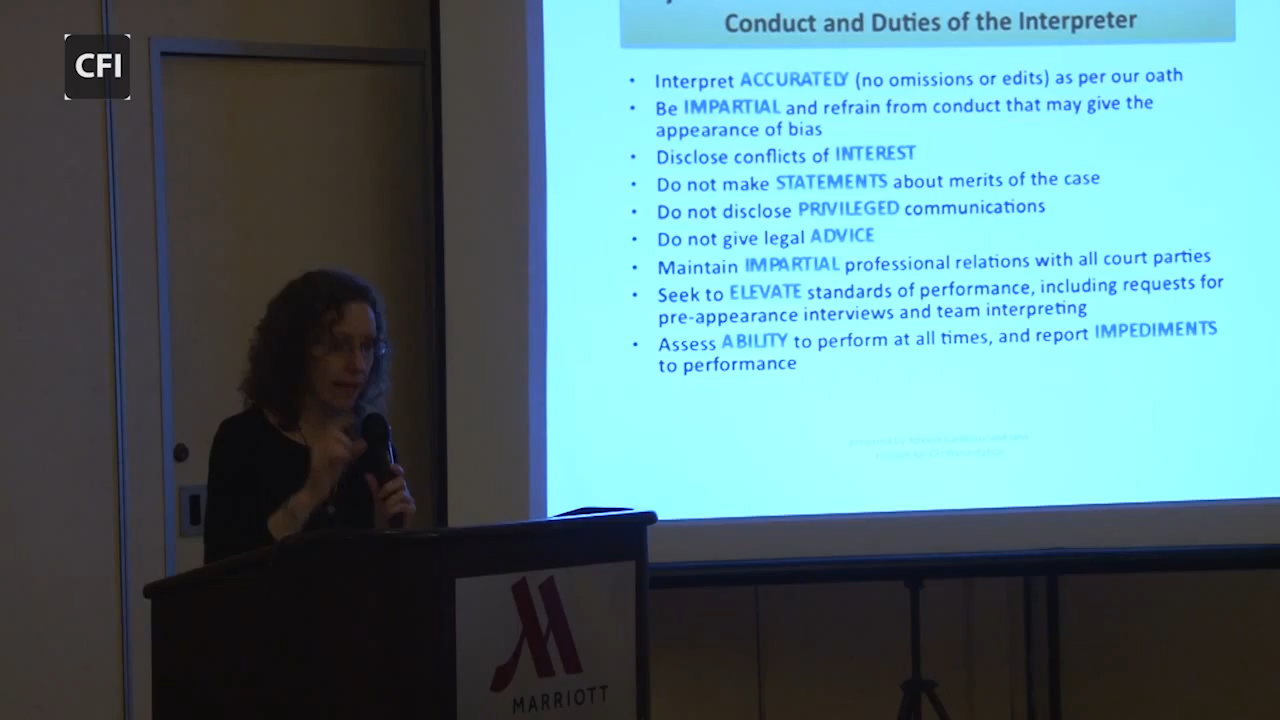 CFI
Conduct and Duties of the Interpreter
• Interpret ACCURATELY (no omissions or edits) as per our oath
• Be IMPARTIAL and refrain from conduct that may give the
appearance of bias
• Disclose conflicts of INTEREST
• Do not make STATEMENTS about merits of the case
• Do not disclose PRIVILEGED communications
• Do not give legal ADVICE
• Maintain IMPARTIAL professional relations with all court parties
• Seek to ELEVATE standards of performance, including requests for
pre-appearance interviews and team interpreting
• Assess ABILITY to perform at all times, and report IMPEDIMENTS
to performance
MARRIOTT